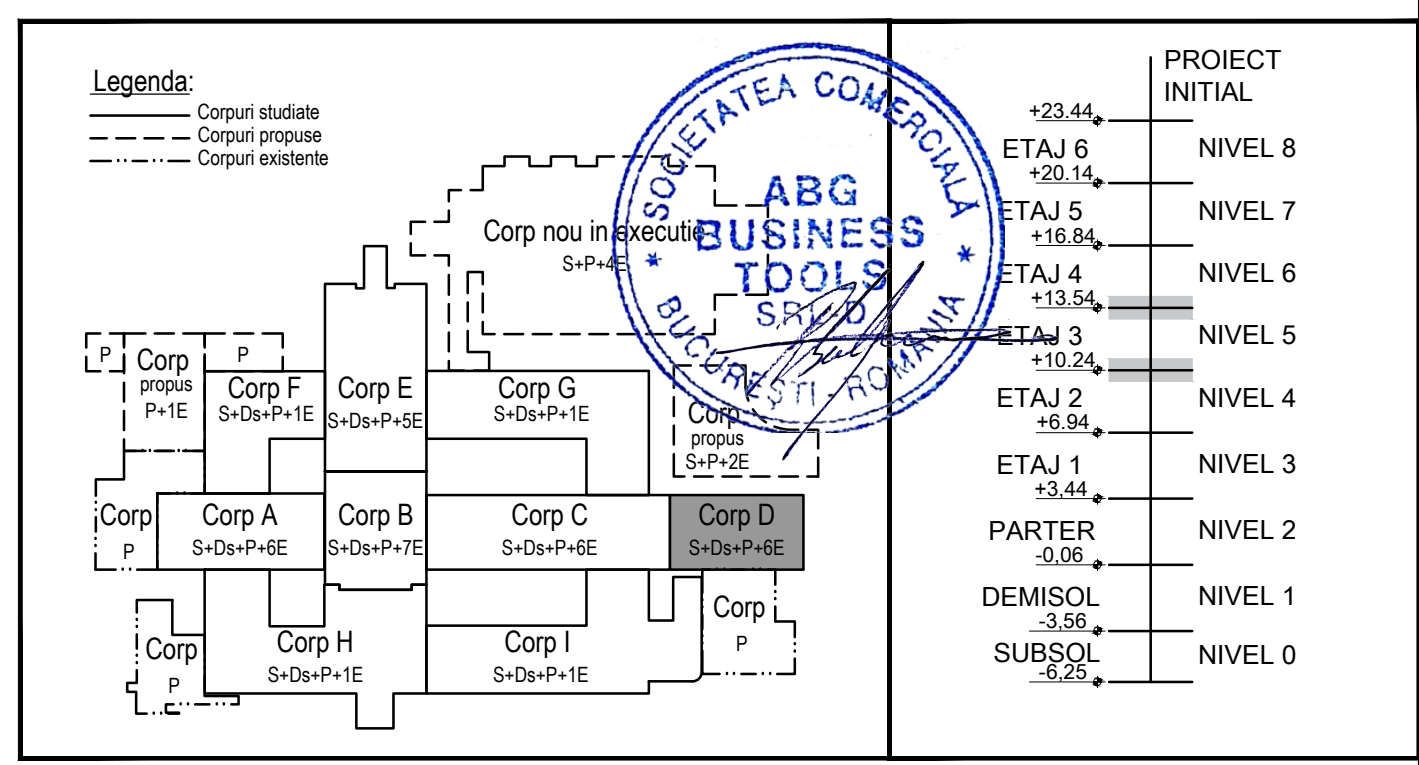 Legenda:
Corpuri studiate
Corpuri propuse
Corpuri existente
Corp nou in executie
S+P+4E
P
Corp
propus
P+1E
P
Corp F
S+Ds+P+1E
Corp E
S+Ds+P+5E
Corp G
S+Ds+P+1E
Corp
propus
S+P+2E
Corp
P
Corp A
S+Ds+P+6E
Corp B
S+Ds+P+7E
Corp C
S+Ds+P+6E
Corp D
S+Ds+P+6E
Corp
P
Corp H
S+Ds+P+1E
Corp I
S+Ds+P+1E
Corp
P
SOCIETATEA COMERCIALĂ
ABG
BUSINESS
TOOLS
SRL-D
BUCUREȘTI - ROMANIA
PROIECT
INITIAL
+23.44
ETAJ 6
NIVEL 8
+20.14
ETAJ 5
NIVEL 7
+16.84
ETAJ 4
NIVEL 6
+13.54
ETAJ 3
NIVEL 5
+10.24
ETAJ 2
NIVEL 4
+6.94
ETAJ 1
NIVEL 3
+3,44
PARTER
NIVEL 2
-0,06
DEMISOL
NIVEL 1
-3,56
SUBSOL
NIVEL 0
-6,25